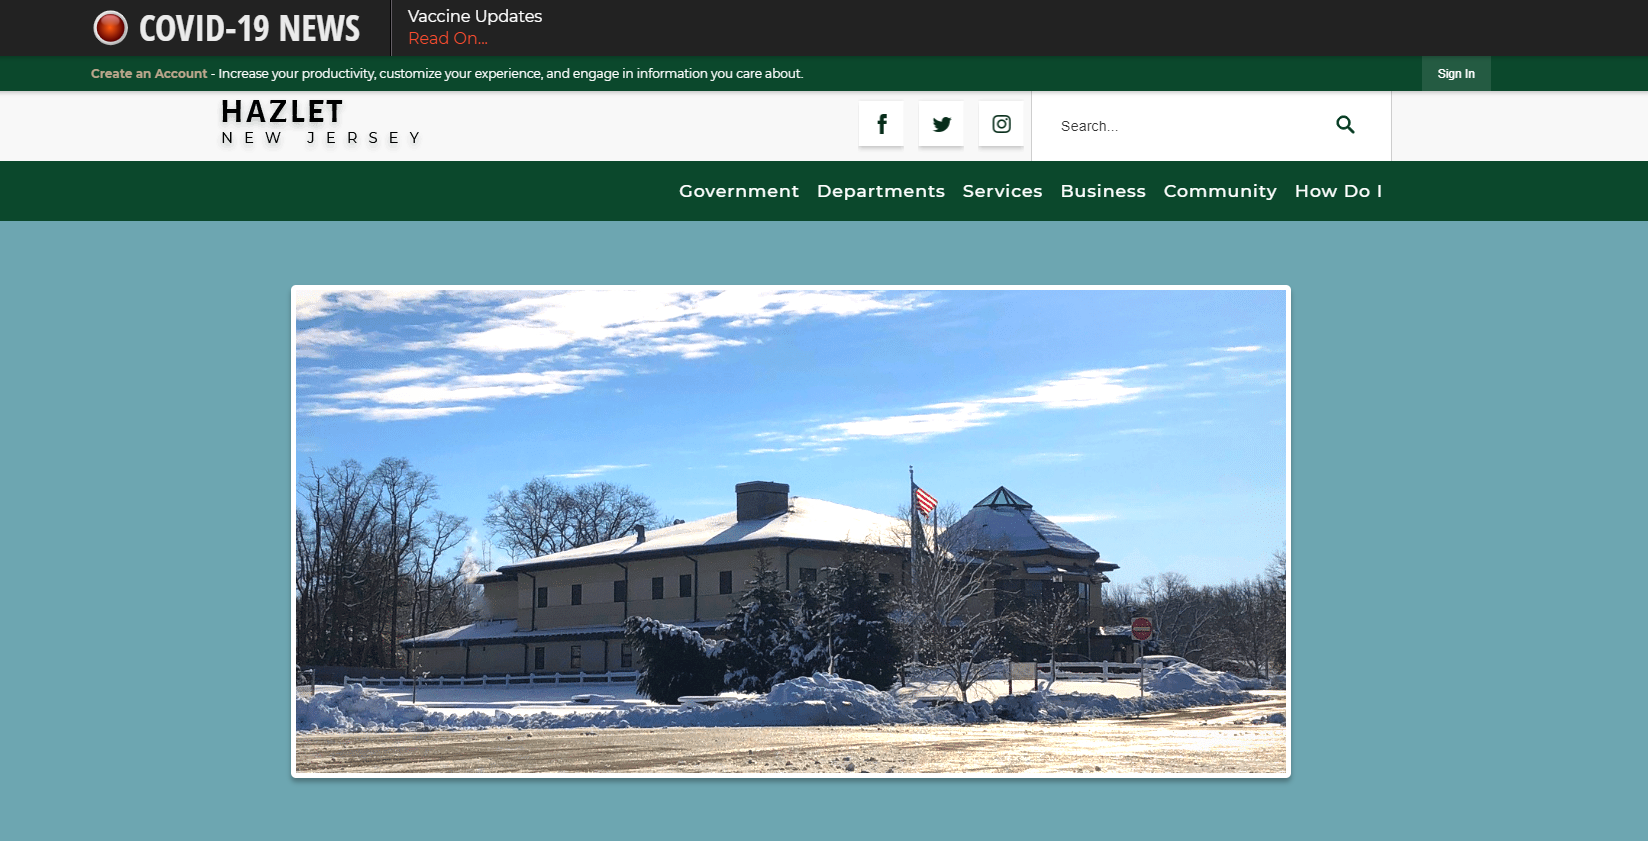 COVID-19 NEWS
Vaccine Updates
Read On...
Create an Account - Increase your productivity, customize your experience, and engage in information you care about.
Sign In
HAZLET
NEW JERSEY
Search...
Government Departments Services Business Community How Do I